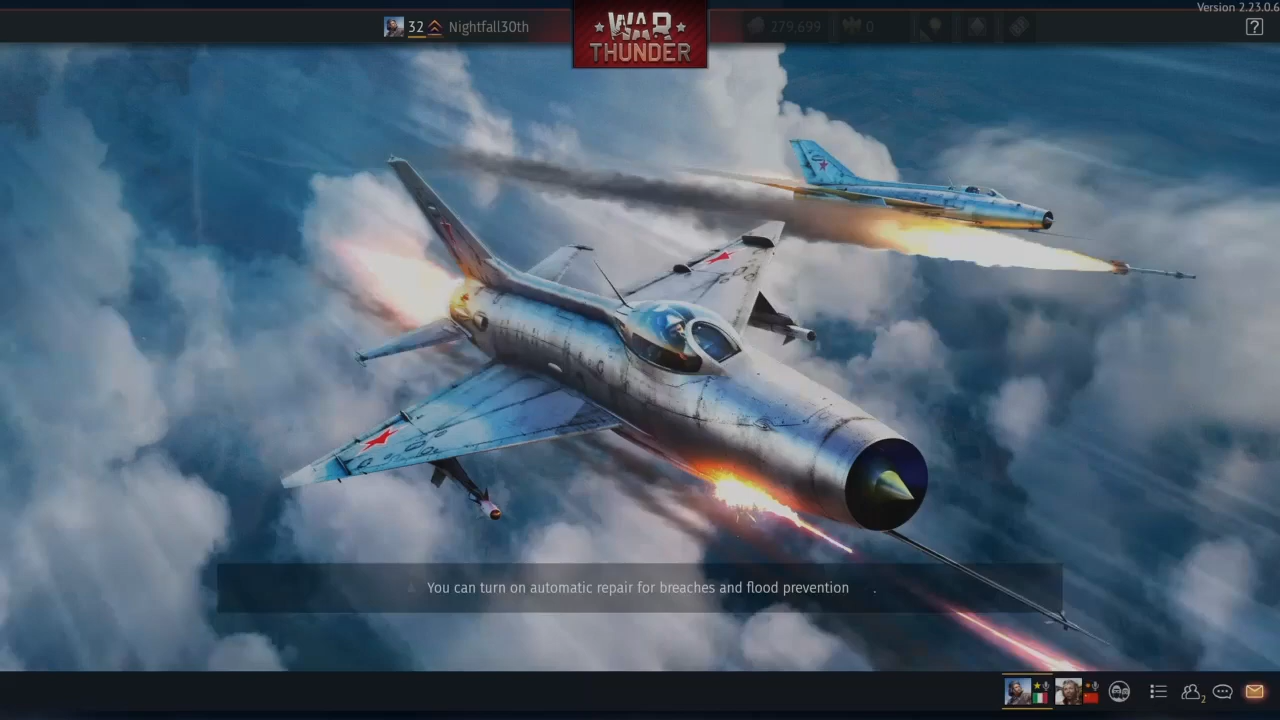 Version 2.23.0.6
32 Nightfall30th
WAR
THUNDER
279,699
0
?
You can turn on automatic repair for breaches and flood prevention .
2